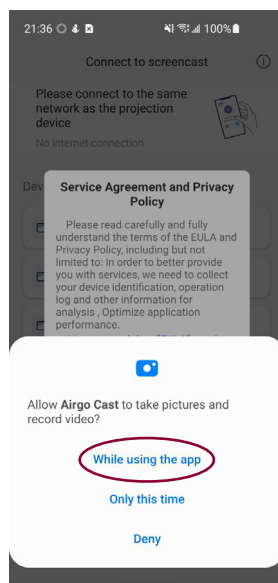 21:36
100%
Connect to screencast
Please connect to the same
network as the projection
device
No internet connection
Dev
Service Agreement and Privacy
Policy
Please read carefully and fully
understand the terms of the EULA and
Privacy Policy, including but not
limited to: In order to better provide
you with services, we need to collect
your device identification, operation
log and other information for
analysis , Optimize application
performance.
Allow Airgo Cast to take pictures and
record video?
While using the app
Only this time
Deny